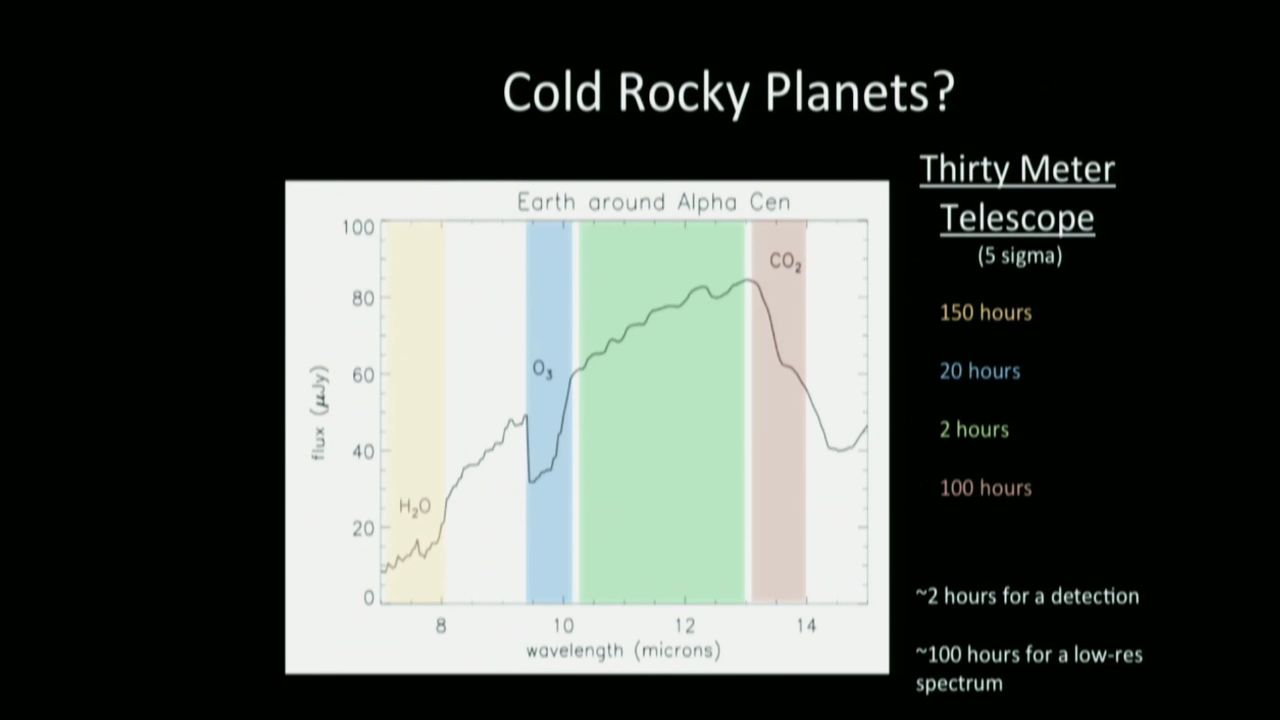 Cold Rocky Planets?
Thirty Meter
Telescope
(5 sigma)
150 hours
20 hours
2 hours
100 hours
~2 hours for a detection
~100 hours for a low-res
spectrum
Earth around Alpha Cen
100
80
60
40
20
0
flux (μJy)
H₂O
O₃
CO₂
8
10
12
14
wavelength (microns)